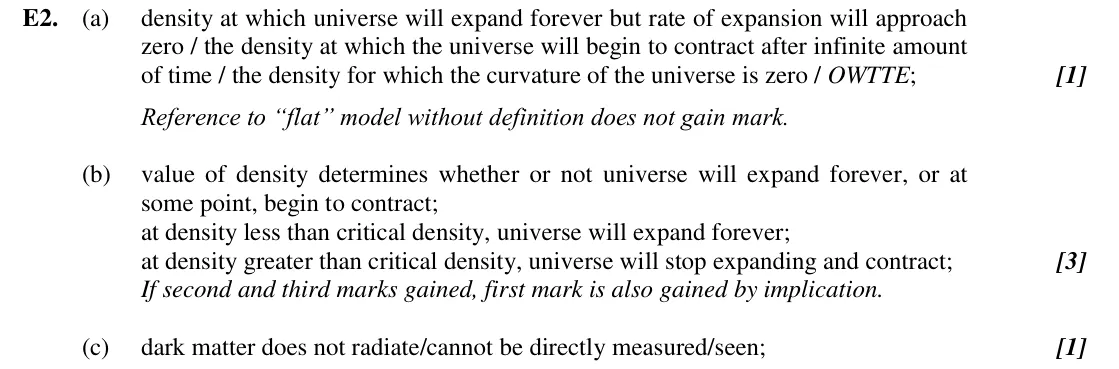 E2. (a) density at which universe will expand forever but rate of expansion will approach
zero / the density at which the universe will begin to contract after infinite amount
of time / the density for which the curvature of the universe is zero / OWTTE; [1]
Reference to “flat” model without definition does not gain mark.
(b) value of density determines whether or not universe will expand forever, or at
some point, begin to contract;
at density less than critical density, universe will expand forever;
at density greater than critical density, universe will stop expanding and contract; [3]
If second and third marks gained, first mark is also gained by implication.
(c) dark matter does not radiate/cannot be directly measured/seen; [1]